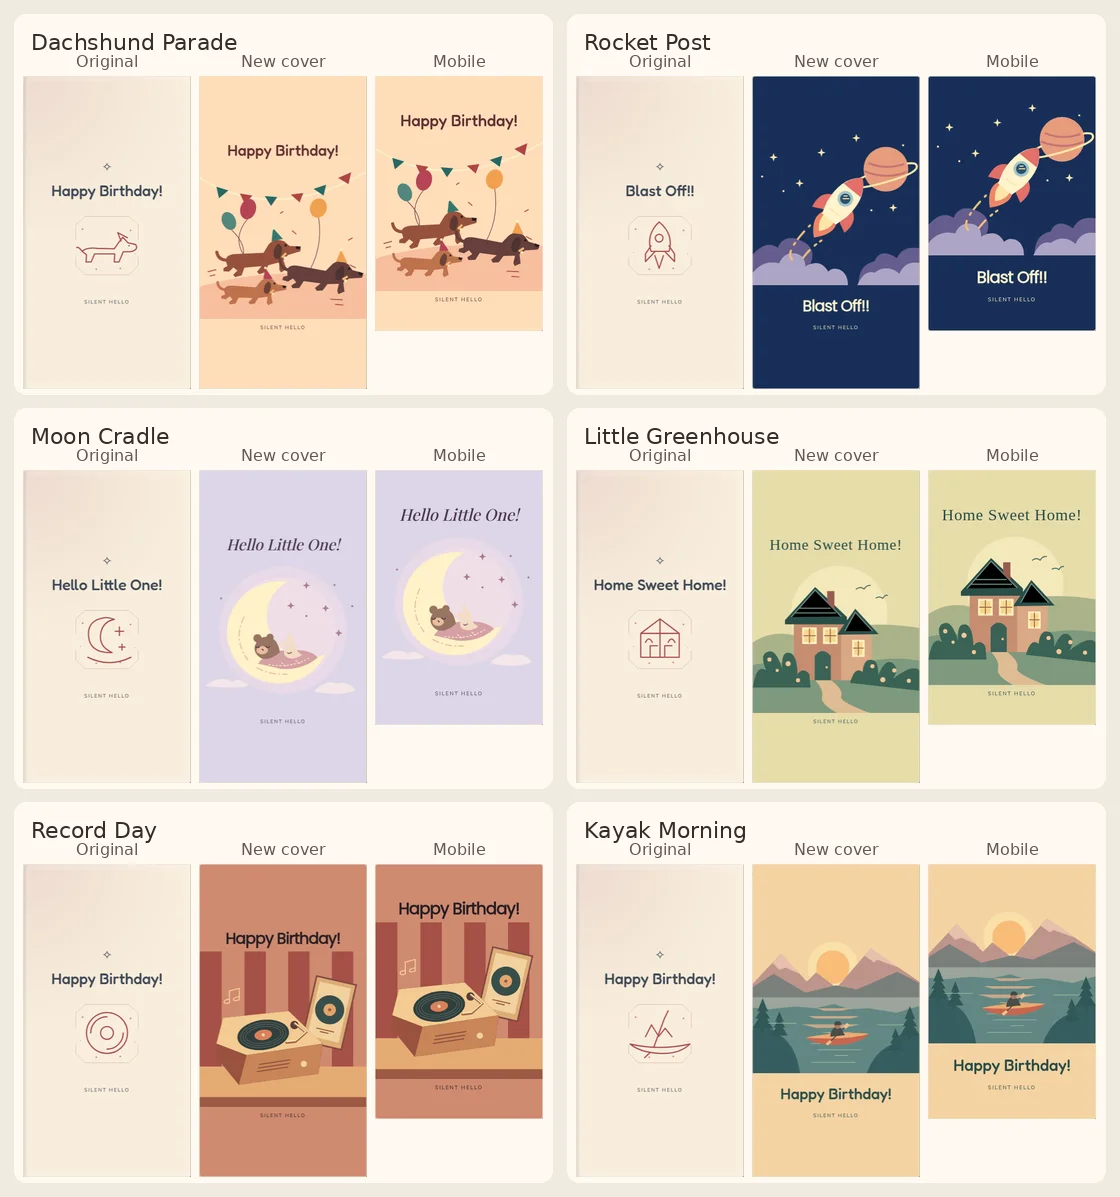 Dachshund Parade
Original
New cover
Mobile
Happy Birthday!
SILENT HELLO
Happy Birthday!
SILENT HELLO
Happy Birthday!
SILENT HELLO
Rocket Post
Original
New cover
Mobile
Blast Off!!
SILENT HELLO
Blast Off!!
SILENT HELLO
Blast Off!!
SILENT HELLO
Moon Cradle
Original
New cover
Mobile
Hello Little One!
SILENT HELLO
Hello Little One!
SILENT HELLO
Hello Little One!
SILENT HELLO
Little Greenhouse
Original
New cover
Mobile
Home Sweet Home!
SILENT HELLO
Home Sweet Home!
SILENT HELLO
Home Sweet Home!
SILENT HELLO
Record Day
Original
New cover
Mobile
Happy Birthday!
SILENT HELLO
Happy Birthday!
SILENT HELLO
Happy Birthday!
SILENT HELLO
Kayak Morning
Original
New cover
Mobile
Happy Birthday!
SILENT HELLO
Happy Birthday!
SILENT HELLO
Happy Birthday!
SILENT HELLO